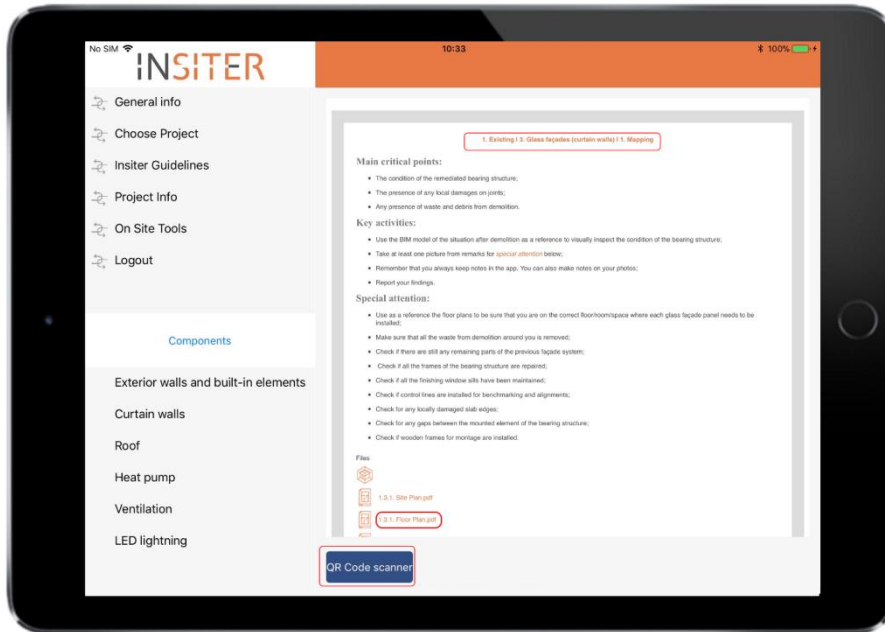 No SIM
10:33
100%
INSITER
General info
Choose Project
Insiter Guidelines
Project Info
On Site Tools
Logout
Components
Exterior walls and built-in elements
Curtain walls
Roof
Heat pump
Ventilation
LED lightning
1. Existing I 3. Glass façades (curtain walls) I 1. Mapping
Main critical points:
• The condition of the remediated bearing structure;
• The presence of any local damages on joints;
• Any presence of waste and debris from demolition.
Key activities:
• Use the BIM model of the situation after demolition as a reference to visually inspect the condition of the bearing structure;
• Take at least one picture from remarks for special attention below;
• Remember that you always keep notes in the app. You can also make notes on your photos;
• Report your findings.
Special attention:
• Use as a reference the floor plans to be sure that you are on the correct floor/room/space where each glass façade panel needs to be
installed;
• Make sure that all the waste from demolition around you is removed;
• Check if there are still any remaining parts of the previous façade system;
• Check if all the frames of the bearing structure are repaired;
• Check if all the finishing window sills have been maintained;
• Check if control lines are installed for benchmarking and alignments;
• Check for any locally damaged slab edges;
• Check for any gaps between the mounted element of the bearing structure;
• Check if wooden frames for montage are installed.
Files
1.3.1. Site Plan.pdf
1.3.1. Floor Plan.pdf
QR Code scanner